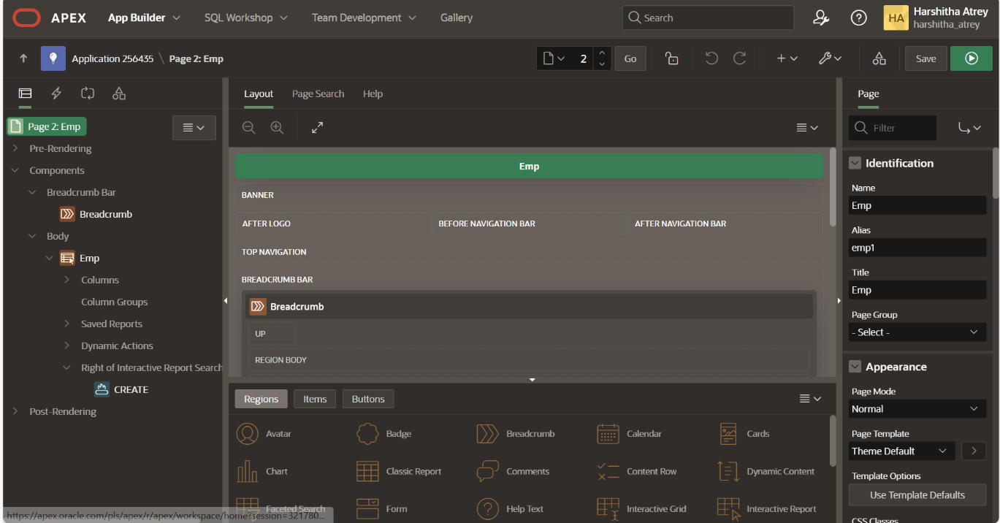 APEX App Builder SQL Workshop Team Development Gallery Search HA Harshitha Atrey
harshitha_atrey
Application 256435 \ Page 2: Emp 2 Go Save
Layout Page Search Help
Page
Page 2: Emp
Pre-Rendering
Components
Breadcrumb Bar
Breadcrumb
Body
Emp
Columns
Column Groups
Saved Reports
Dynamic Actions
Right of Interactive Report Search
CREATE
Post-Rendering
Emp
BANNER
AFTER LOGO BEFORE NAVIGATION BAR AFTER NAVIGATION BAR
TOP NAVIGATION
BREADCRUMB BAR
Breadcrumb
UP
REGION BODY
Regions Items Buttons
Avatar Badge Breadcrumb Calendar Cards
Chart Classic Report Comments Content Row Dynamic Content
Faceted Search Form Help Text Interactive Grid Interactive Report
Filter
Identification
Name
Emp
Alias
emp1
Title
Emp
Page Group
- Select -
Appearance
Page Mode
Normal
Page Template
Theme Default
Template Options
Use Template Defaults
CSS Classes
https://apex.oracle.com/pls/apex/r/apex/workspace/home?session=321780...